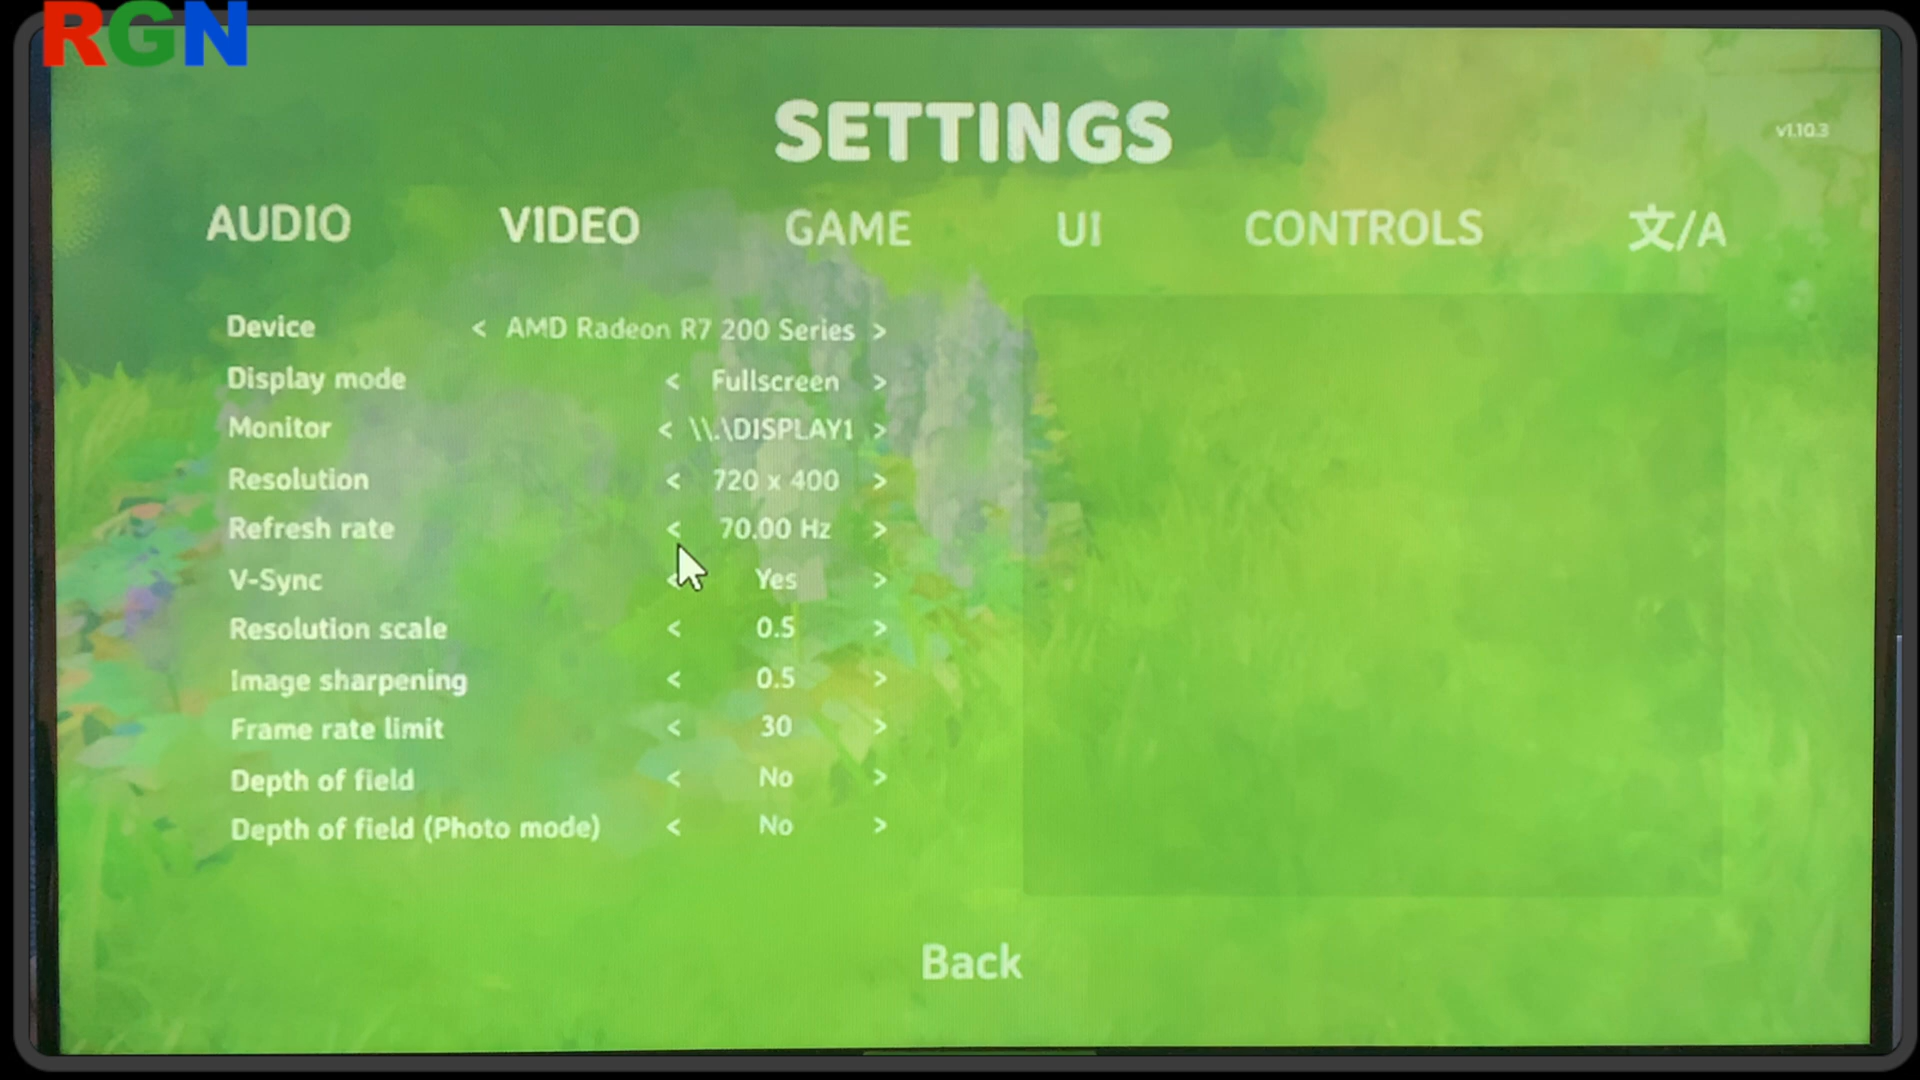 RGN
SETTINGS
v1.10.3
AUDIO VIDEO GAME UI CONTROLS 文/A
Device < AMD Radeon R7 200 Series >
Display mode < Fullscreen >
Monitor < \\.\DISPLAY1 >
Resolution < 720 x 400 >
Refresh rate < 70.00 Hz >
V-Sync < Yes >
Resolution scale < 0.5 >
Image sharpening < 0.5 >
Frame rate limit < 30 >
Depth of field < No >
Depth of field (Photo mode) < No >
Back